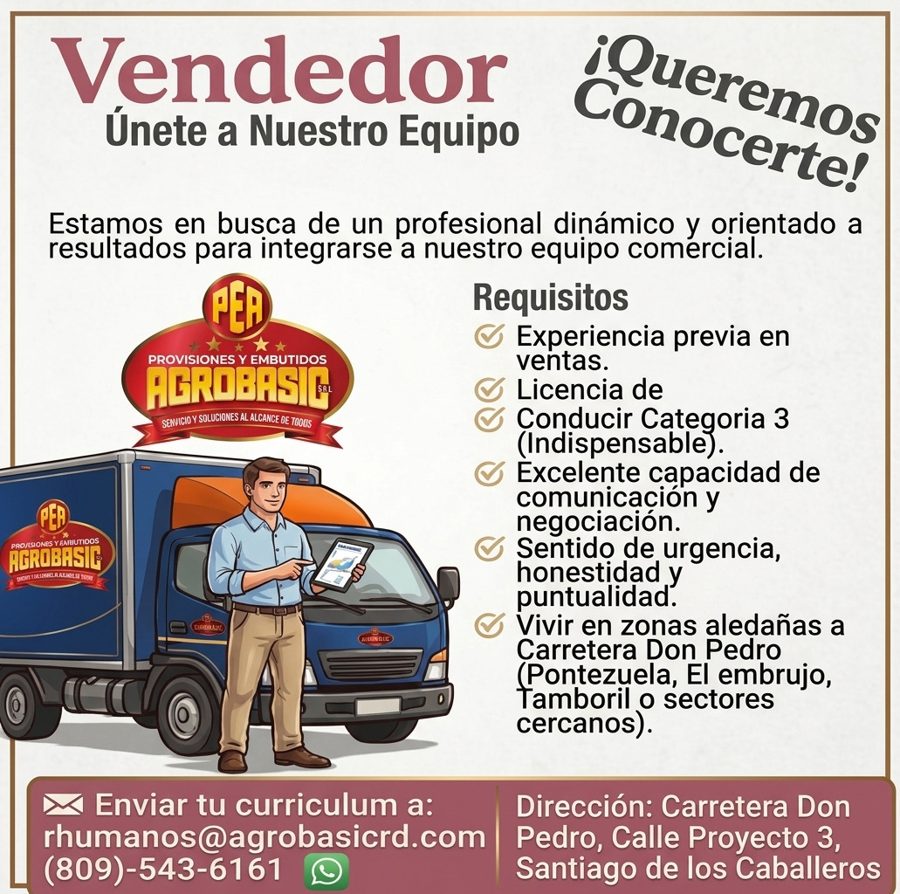 Vendedor
Únete a Nuestro Equipo
¡Queremos
Conocerte!
Estamos en busca de un profesional dinámico y orientado a
resultados para integrarse a nuestro equipo comercial.
PEA
PROVISIONES Y EMBUTIDOS
AGROBASIC SRL
SERVICIO Y SOLUCIONES AL ALCANCE DE TODOS
PEA
AGROBASIC
Requisitos
Experiencia previa en
ventas.
Licencia de
Conducir Categoria 3
(Indispensable).
Excelente capacidad de
comunicación y
negociación.
Sentido de urgencia,
honestidad y
puntualidad.
Vivir en zonas aledañas a
Carretera Don Pedro
(Pontezuela, El embrujo,
Tamboril o sectores
cercanos).
Enviar tu curriculum a:
rhumanos@agrobasicrd.com
(809)-543-6161
Dirección: Carretera Don
Pedro, Calle Proyecto 3,
Santiago de los Caballeros